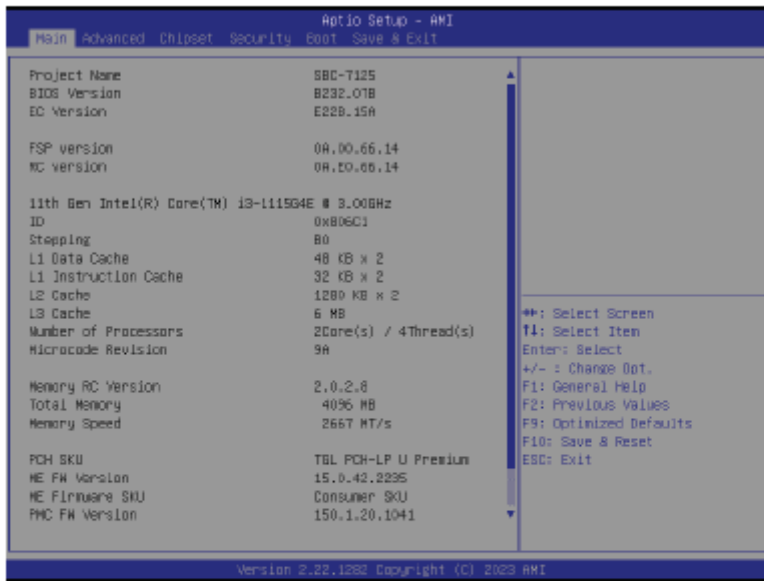 Aptio Setup - AMI
Main Advanced Chipset Security Boot Save & Exit
Project Name SBC-7125
BIOS Version B232.07B
EC Version E22B.15A
FSP version 0A.00.66.14
RC version 0A.E0.66.14
11th Gen Intel(R) Core(TM) i3-1115G4E @ 3.00GHz
ID 0x806C1
Stepping B0
L1 Data Cache 48 KB x 2
L1 Instruction Cache 32 KB x 2
L2 Cache 1280 KB x 2
L3 Cache 6 MB
Number of Processors 2Core(s) / 4Thread(s)
Microcode Revision 9A
Memory RC Version 2.0.2.8
Total Memory 4096 MB
Memory Speed 2667 MT/s
PCH SKU TGL PCH-LP U Premium
ME FW Version 15.0.42.2235
ME Firmware SKU Consumer SKU
PMC FW Version 150.1.20.1041
→←: Select Screen
↑↓: Select Item
Enter: Select
+/- : Change Opt.
F1: General Help
F2: Previous Values
F9: Optimized Defaults
F10: Save & Reset
ESC: Exit
Version 2.22.1282 Copyright (C) 2023 AMI